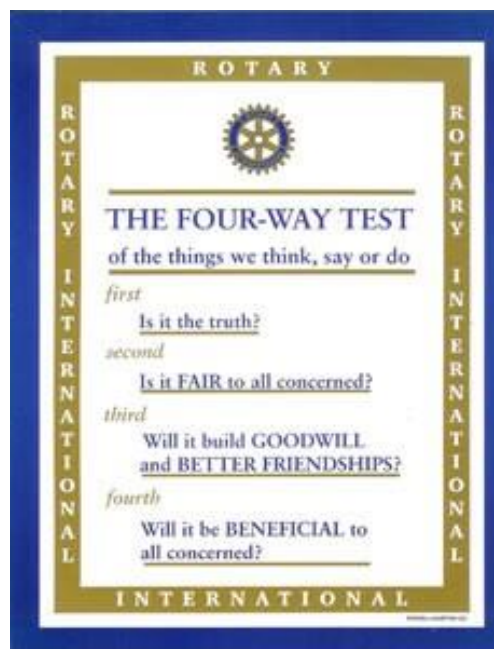 ROTARY
ROTARY INTERNATIONAL
ROTARY INTERNATIONAL
THE FOUR-WAY TEST
of the things we think, say or do
first
Is it the truth?
second
Is it FAIR to all concerned?
third
Will it build GOODWILL
and BETTER FRIENDSHIPS?
fourth
Will it be BENEFICIAL to
all concerned?
INTERNATIONAL